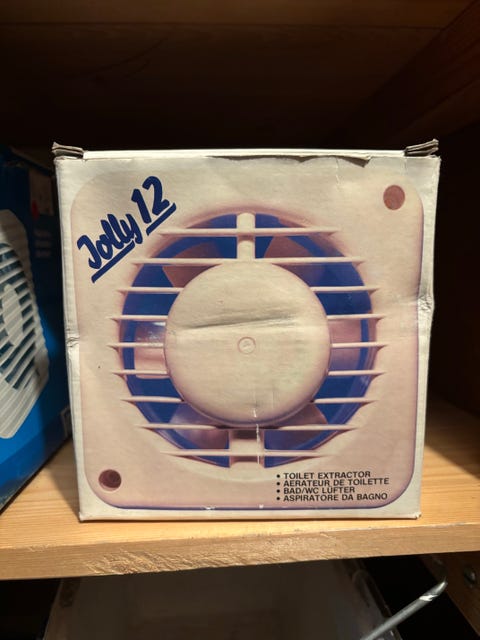 Jolly 12
• TOILET EXTRACTOR
• AERATEUR DE TOILETTE
• BAD/WC LÜFTER
• ASPIRATORE DA BAGNO